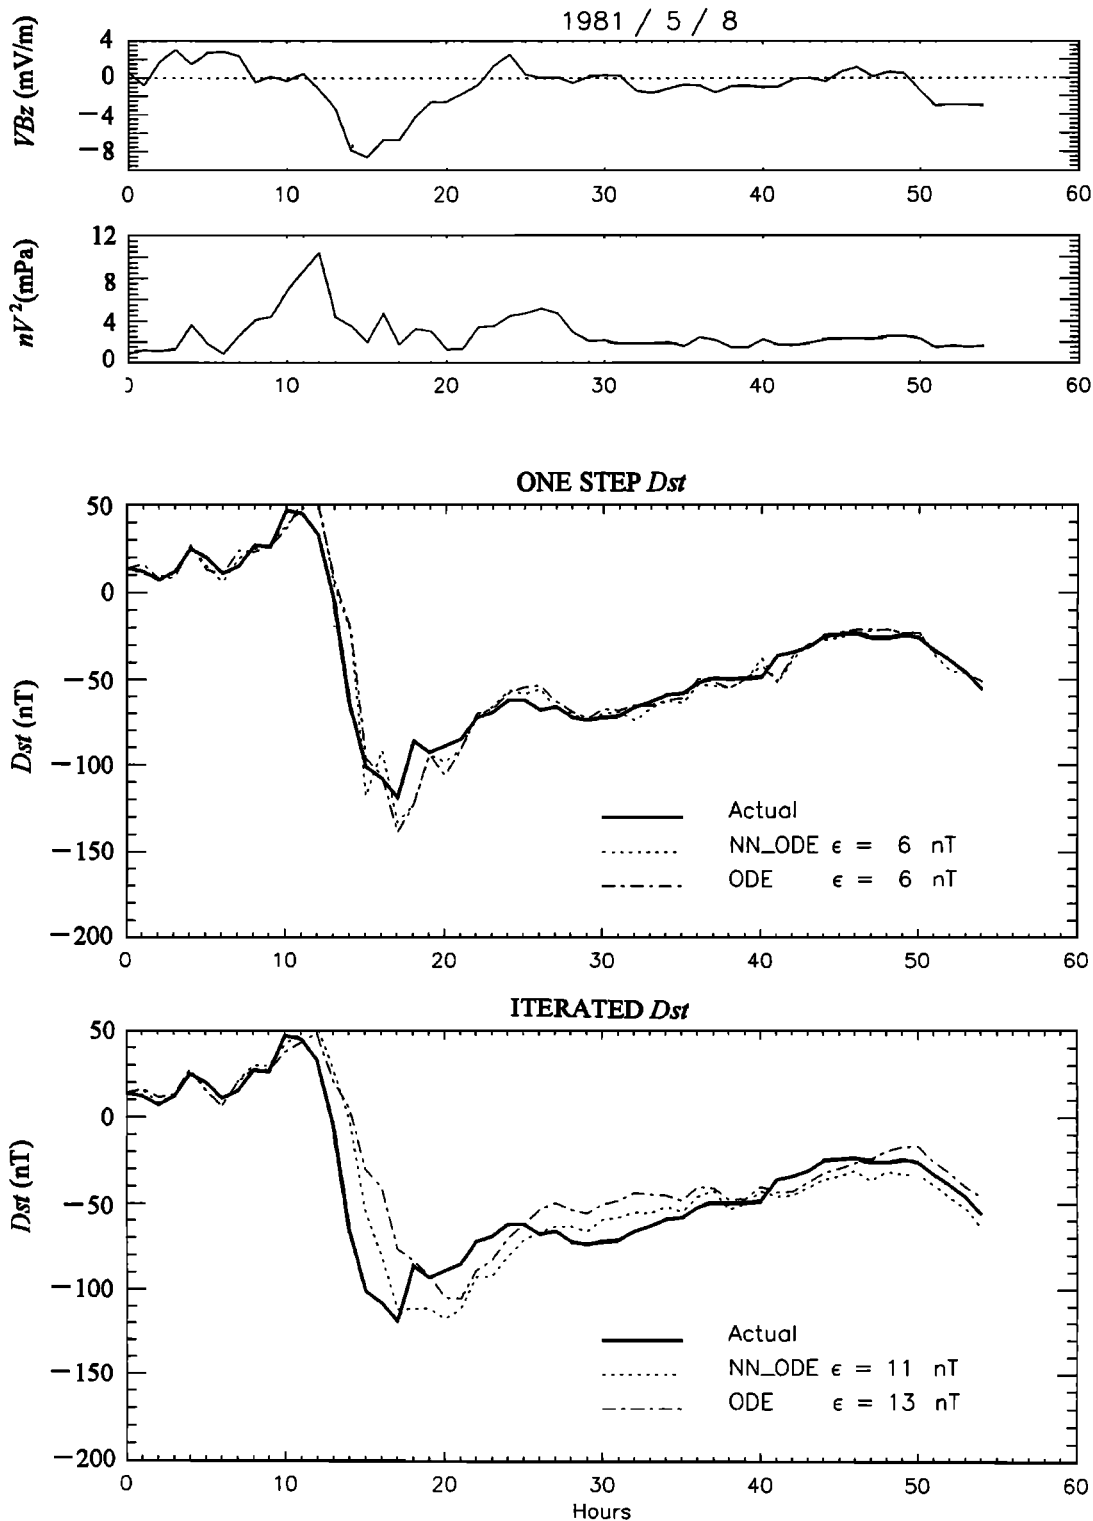 1981 / 5 / 8
VBz (mV/m)
4
0
−4
−8
0 10 20 30 40 50 60
nV²(mPa)
12
8
4
0
10 20 30 40 50 60
ONE STEP Dst
Dst (nT)
50
0
−50
−100
−150
−200
Actual
NN_ODE ε = 6 nT
ODE ε = 6 nT
0 10 20 30 40 50 60
ITERATED Dst
Dst (nT)
50
0
−50
−100
−150
−200
Actual
NN_ODE ε = 11 nT
ODE ε = 13 nT
0 10 20 30 40 50 60
Hours